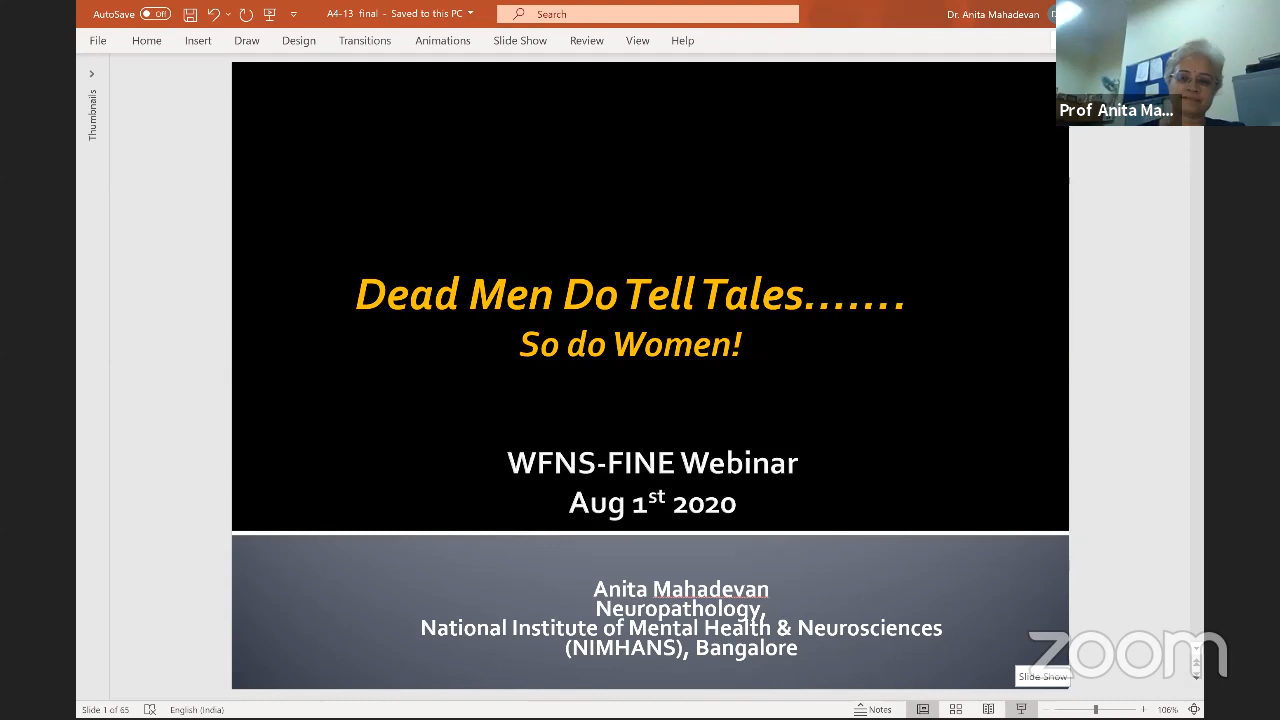 AutoSave Off A4-13 final - Saved to this PC Search Dr. Anita Mahadevan
File Home Insert Draw Design Transitions Animations Slide Show Review View Help
Prof Anita Ma...
Thumbnails
Dead Men Do Tell Tales.......
So do Women!
WFNS-FINE Webinar
Aug 1st 2020
Anita Mahadevan
Neuropathology,
National Institute of Mental Health & Neurosciences
(NIMHANS), Bangalore
zoom
Slide Show
Slide 1 of 65 English (India) Notes 106%